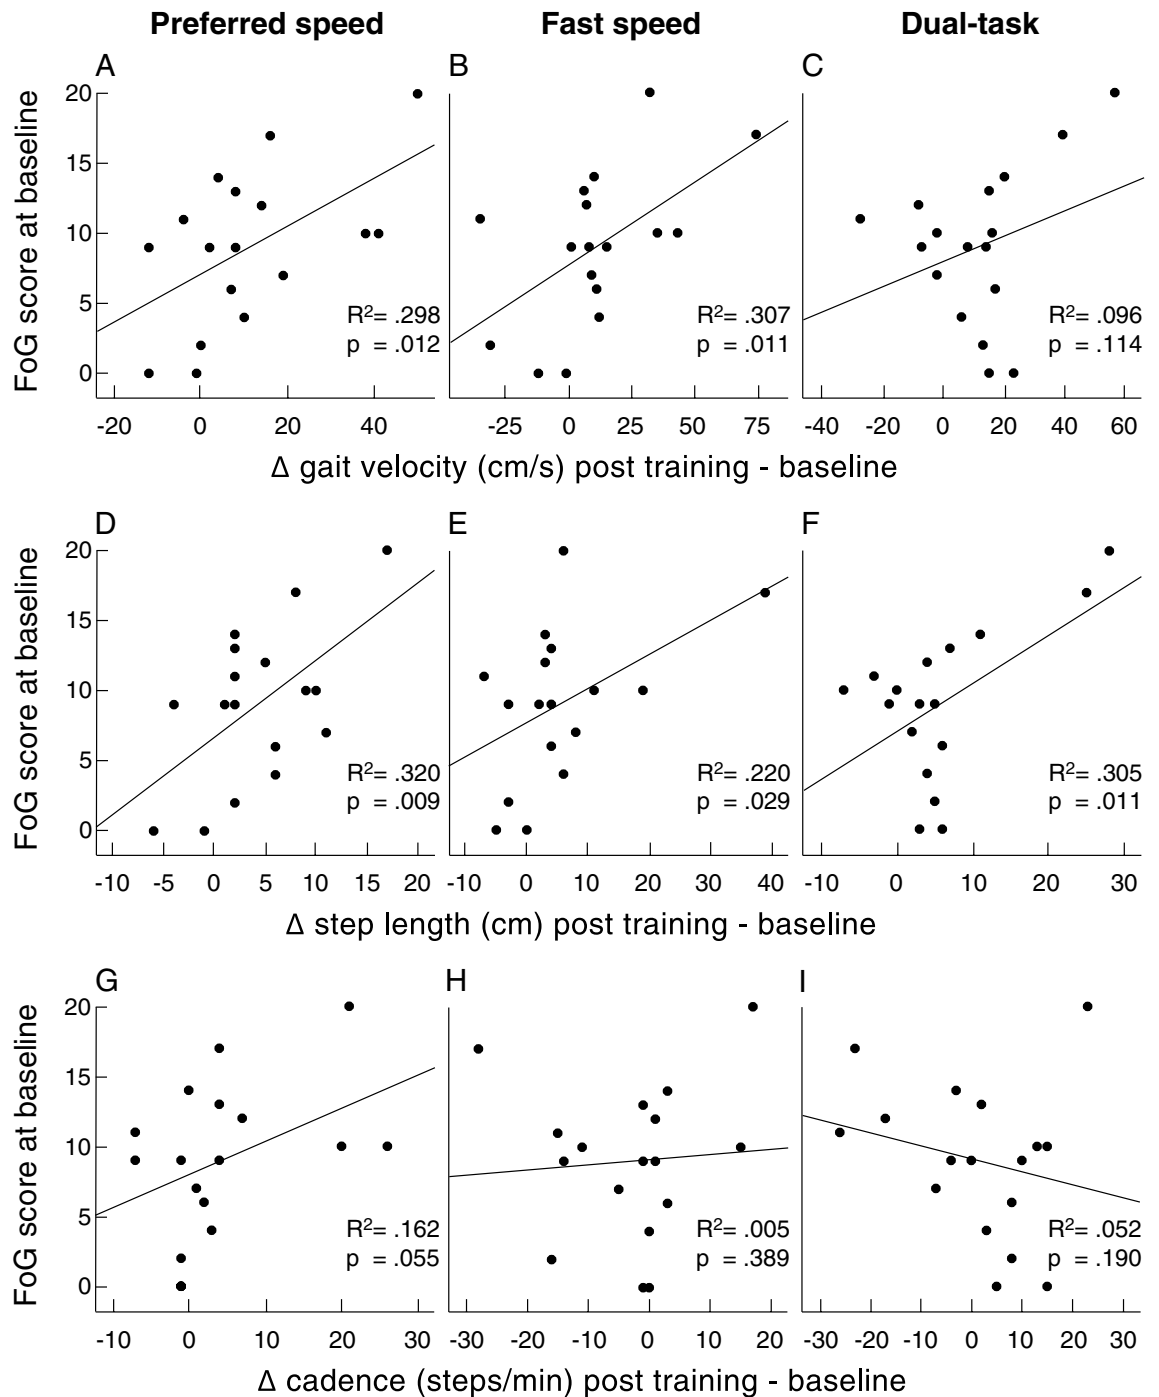 Preferred speed Fast speed Dual-task
A B C
FoG score at baseline
20
15
10
5
0
R²= .298
p = .012
R²= .307
p = .011
R²= .096
p = .114
-20 0 20 40
-25 0 25 50 75
-40 -20 0 20 40 60
Δ gait velocity (cm/s) post training - baseline
D E F
FoG score at baseline
20
15
10
5
0
R²= .320
p = .009
R²= .220
p = .029
R²= .305
p = .011
-10 -5 0 5 10 15 20
-10 0 10 20 30 40
-10 0 10 20 30
Δ step length (cm) post training - baseline
G H I
FoG score at baseline
20
15
10
5
0
R²= .162
p = .055
R²= .005
p = .389
R²= .052
p = .190
-10 0 10 20 30
-30 -20 -10 0 10 20
-30 -20 -10 0 10 20 30
Δ cadence (steps/min) post training - baseline